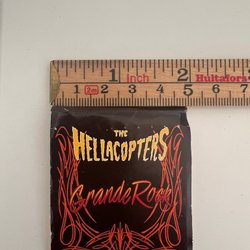 1 inch 2 Hultafors
1 2 3 4 5 6 7
THE
HELLACOPTERS
Grande Rock